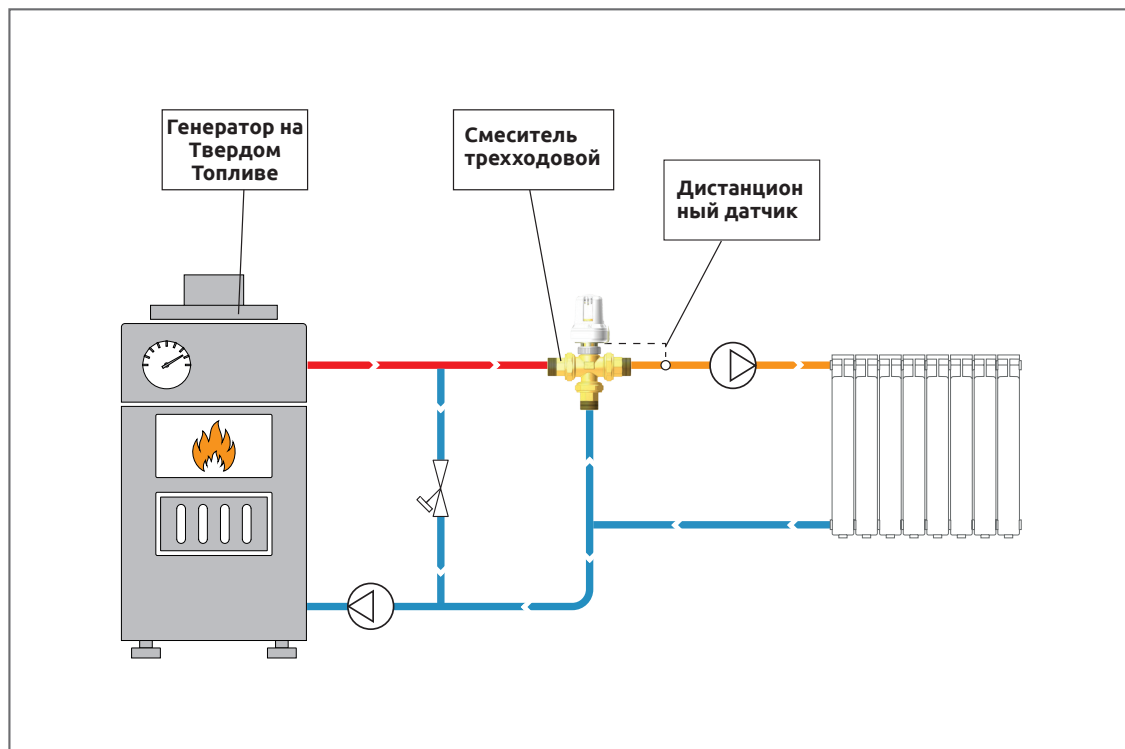 Генератор на
Твердом
Топливе
Смеситель
трехходовой
Дистанцион
ный датчик